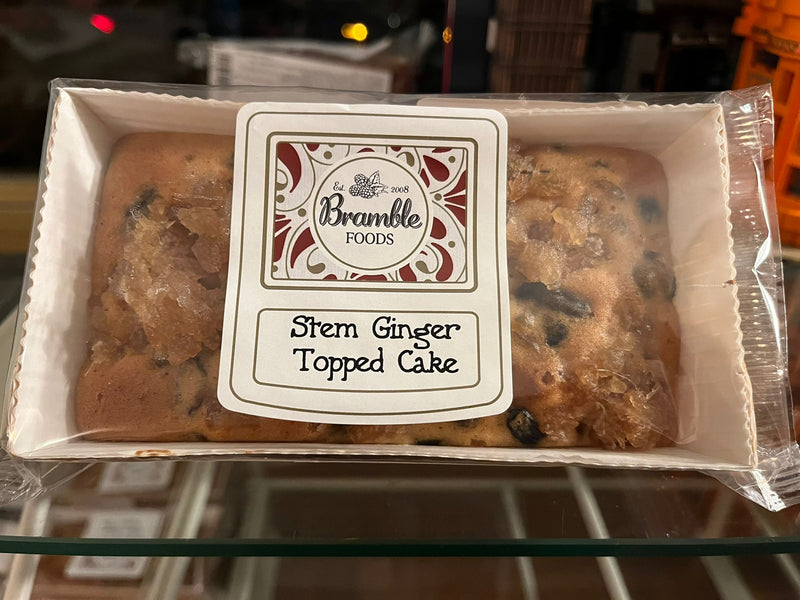 Est. 2008
Bramble
FOODS
Stem Ginger
Topped Cake